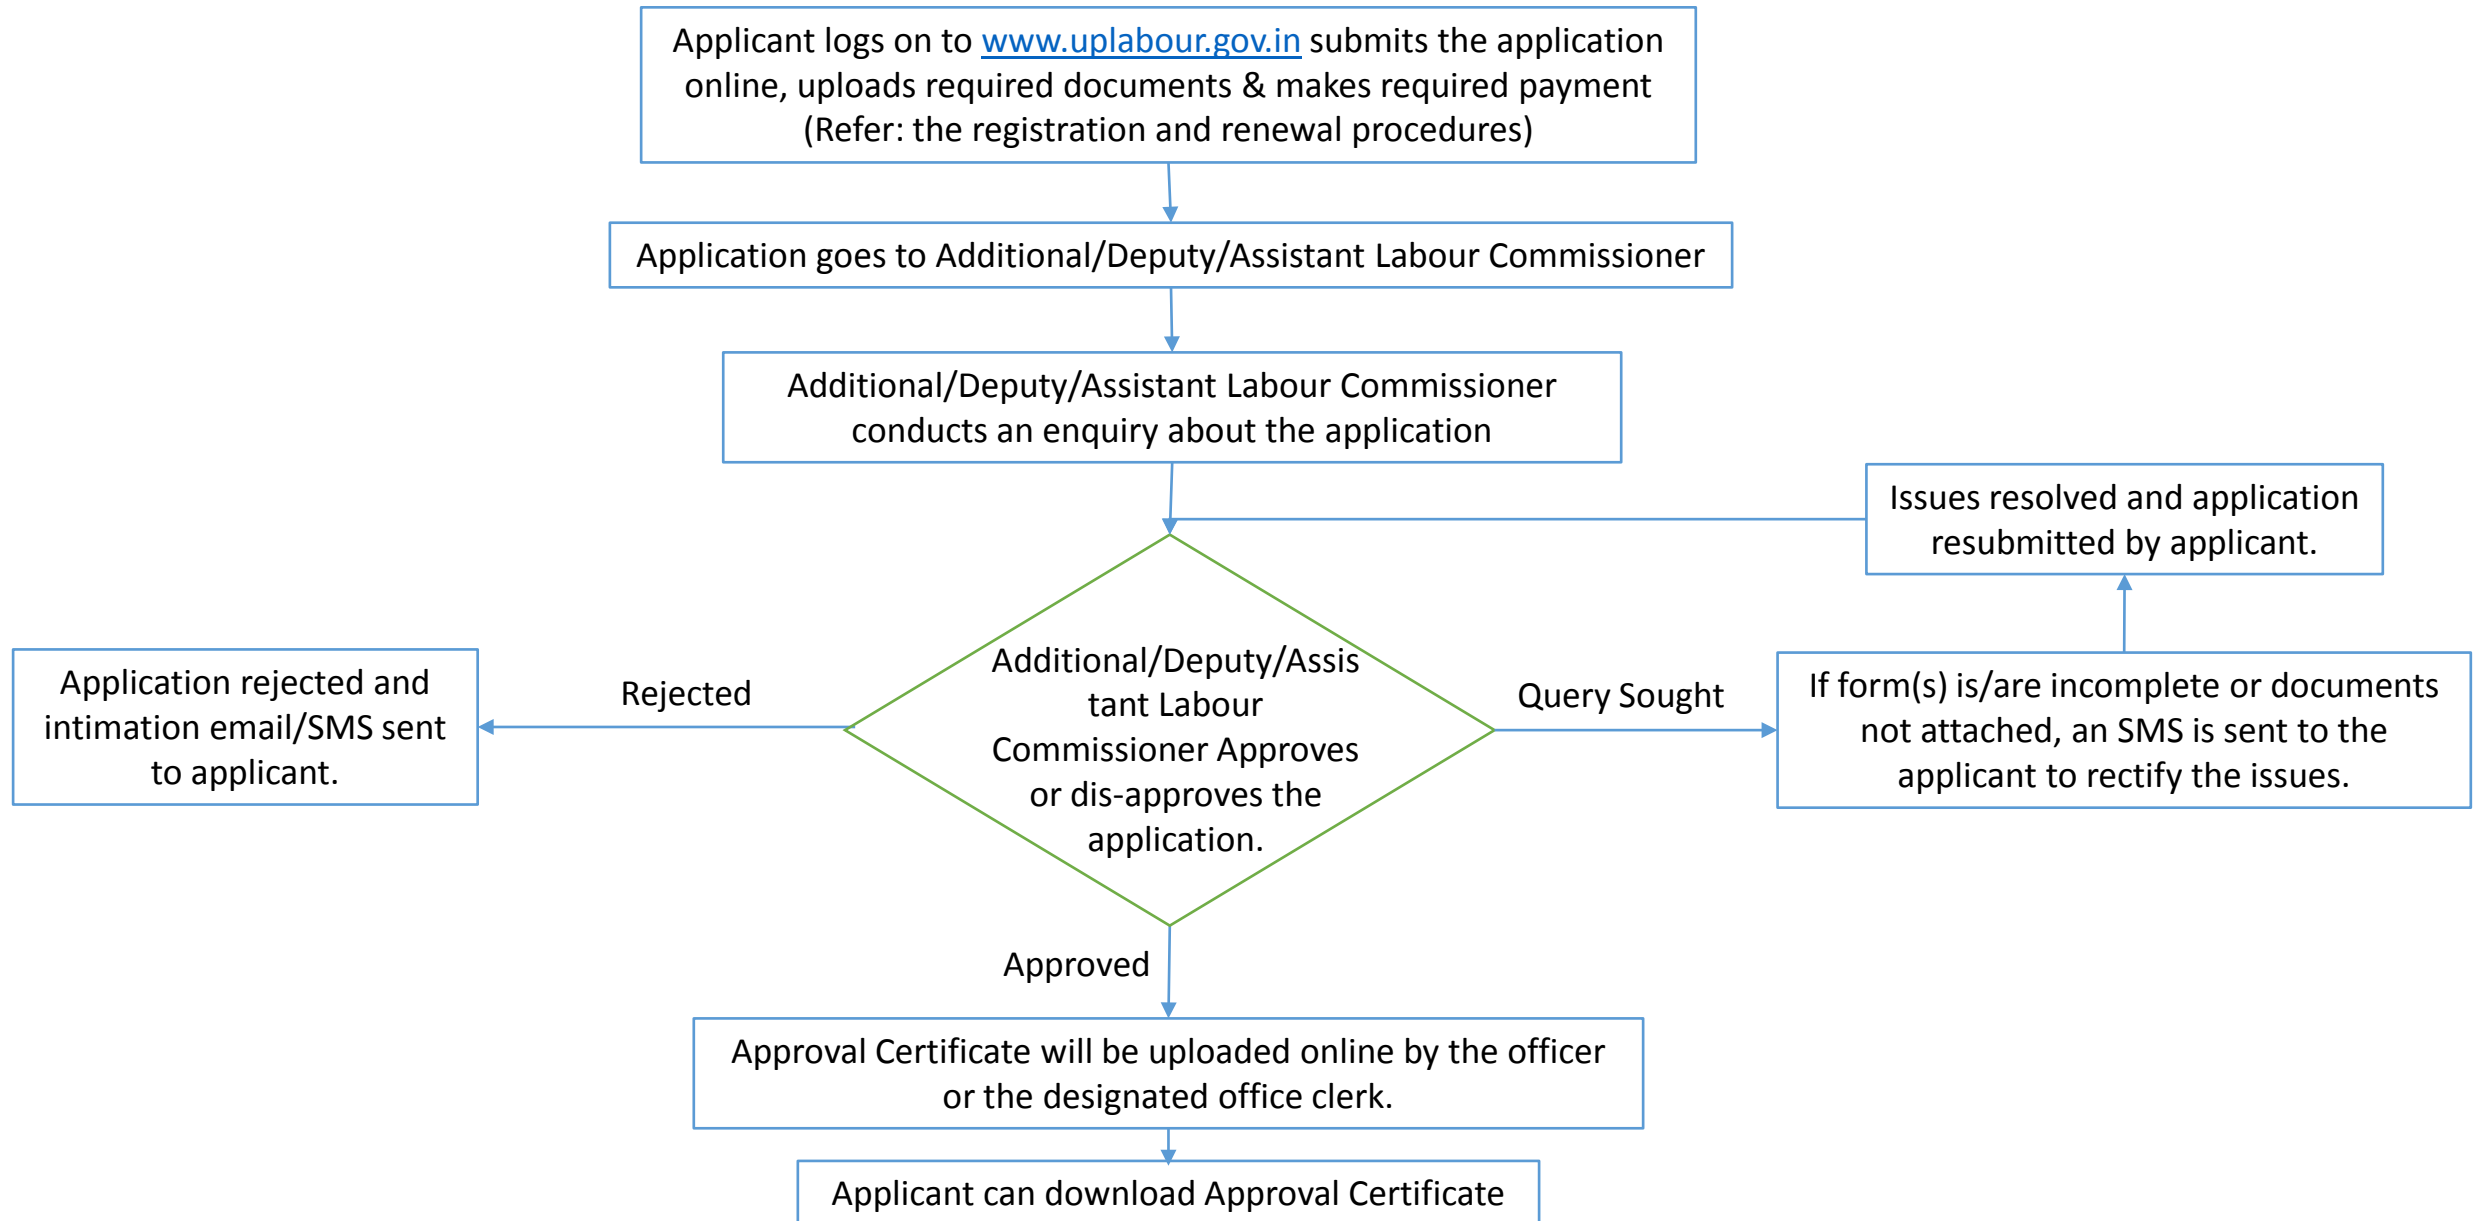 Applicant logs on to www.uplabour.gov.in submits the application
online, uploads required documents & makes required payment
(Refer: the registration and renewal procedures)
Application goes to Additional/Deputy/Assistant Labour Commissioner
Additional/Deputy/Assistant Labour Commissioner
conducts an enquiry about the application
Issues resolved and application
resubmitted by applicant.
Additional/Deputy/Assis
tant Labour
Commissioner Approves
or dis-approves the
application.
Rejected
Application rejected and
intimation email/SMS sent
to applicant.
Query Sought
If form(s) is/are incomplete or documents
not attached, an SMS is sent to the
applicant to rectify the issues.
Approved
Approval Certificate will be uploaded online by the officer
or the designated office clerk.
Applicant can download Approval Certificate